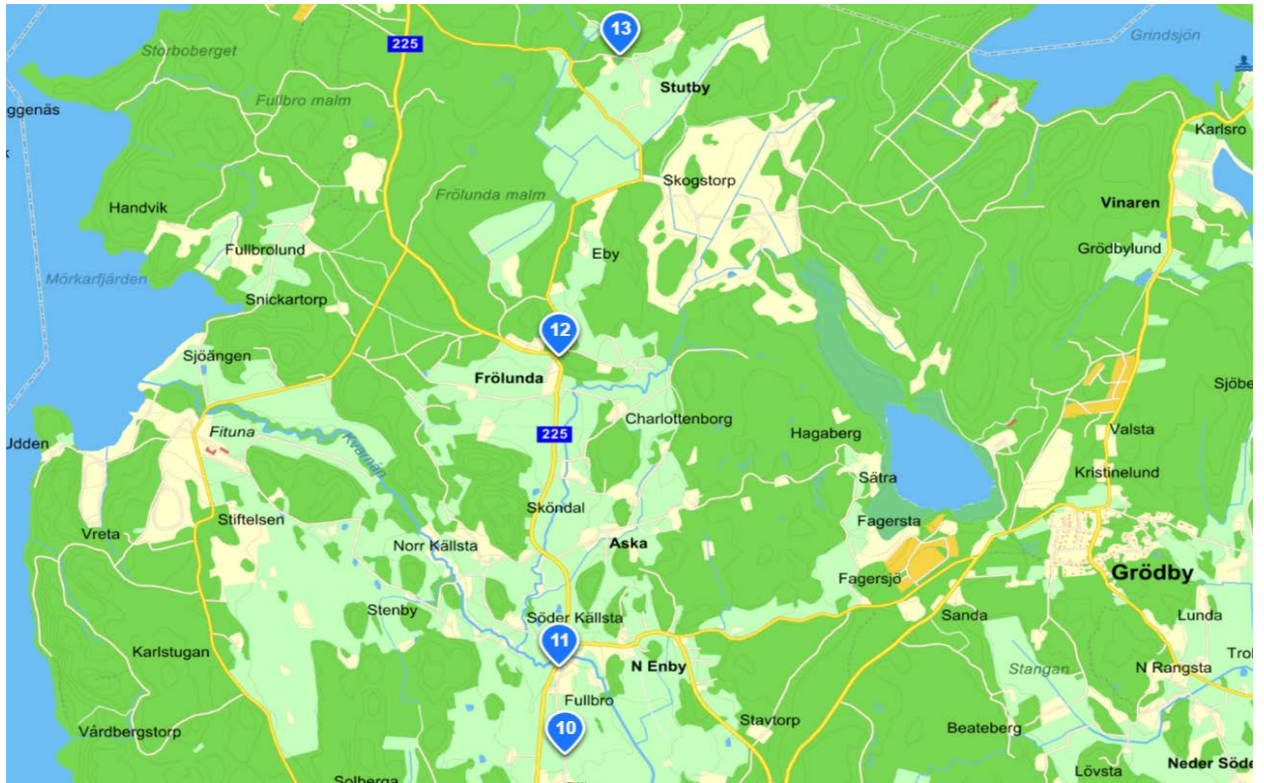 13
225
Storboberget
Grindsjön
Stutby
Fullbro malm
ggenäs
Karlsro
k
Skogstorp
Frölunda malm
Vinaren
Handvik
Fullbrolund
Eby
Grödbylund
Mörkarfjärden
Snickartorp
12
Sjöängen
Frölunda
Sjöbe
Charlottenborg
Fituna
225
Hagaberg
Valsta
Udden
Kvarnån
Kristinelund
Sätra
Sköndal
Stiftelsen
Fagersta
Vreta
Norr Källsta
Aska
Grödby
Fagersjö
Stenby
Söder Källsta
Sanda
Lunda
11
Karlstugan
Trol
N Enby
Stangan
N Rangsta
Fullbro
Stavtorp
10
Vårdbergstorp
Beateberg
Neder Söde
Lövsta
Solberga